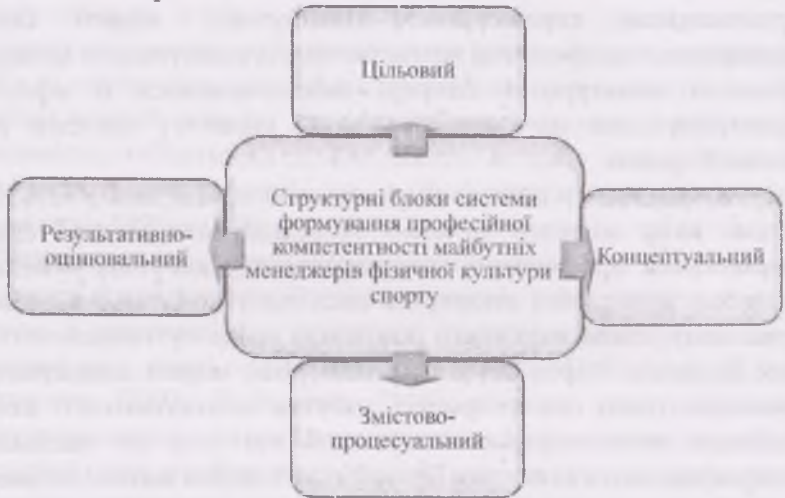 Цільовий
Структурні блоки системи
формування професійної
компетентності майбутніх
менеджерів фізичної культури і
спорту
Результативно-
оцінювальний
Концептуальний
Змістово-
процесуальний